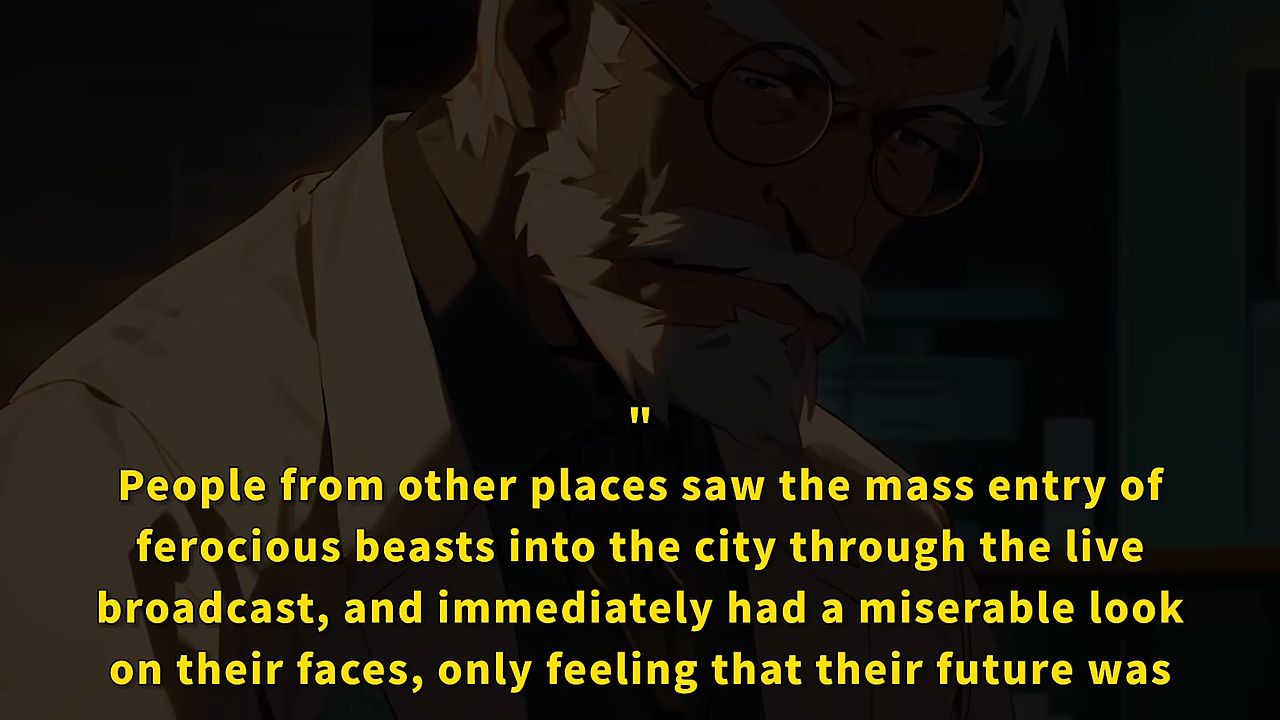 "
People from other places saw the mass entry of
ferocious beasts into the city through the live
broadcast, and immediately had a miserable look
on their faces, only feeling that their future was